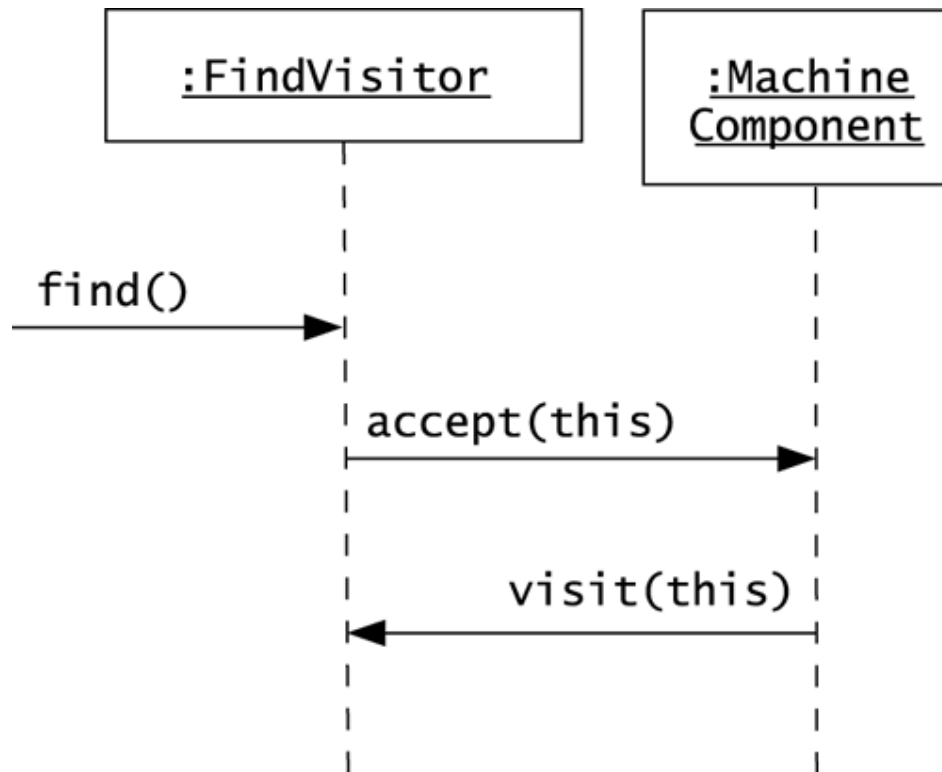 :FindVisitor
:Machine
Component
find()
accept(this)
visit(this)